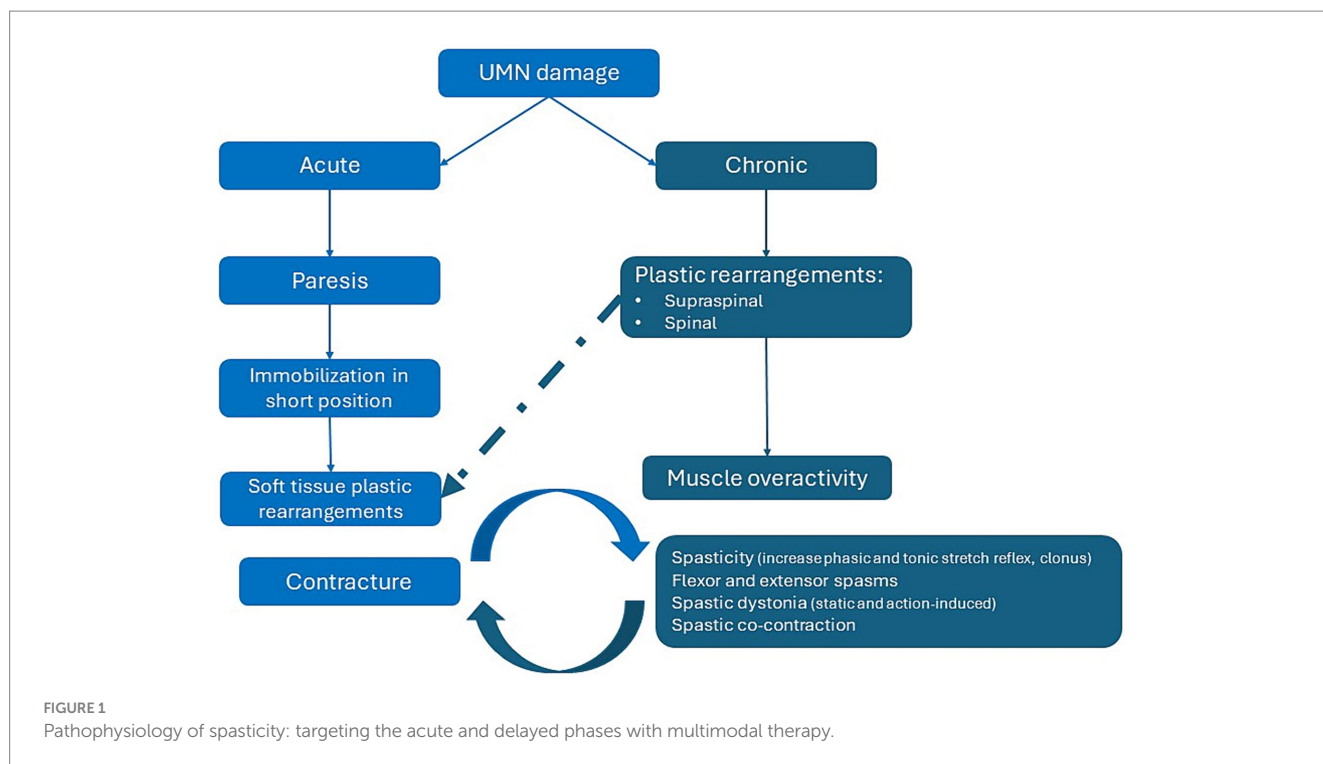 UMN damage
Acute
Chronic
Paresis
Plastic rearrangements:
• Supraspinal
• Spinal
Immobilization in
short position
Soft tissue plastic
rearrangements
Muscle overactivity
Contracture
Spasticity (increase phasic and tonic stretch reflex, clonus)
Flexor and extensor spasms
Spastic dystonia (static and action-induced)
Spastic co-contraction
FIGURE 1
Pathophysiology of spasticity: targeting the acute and delayed phases with multimodal therapy.